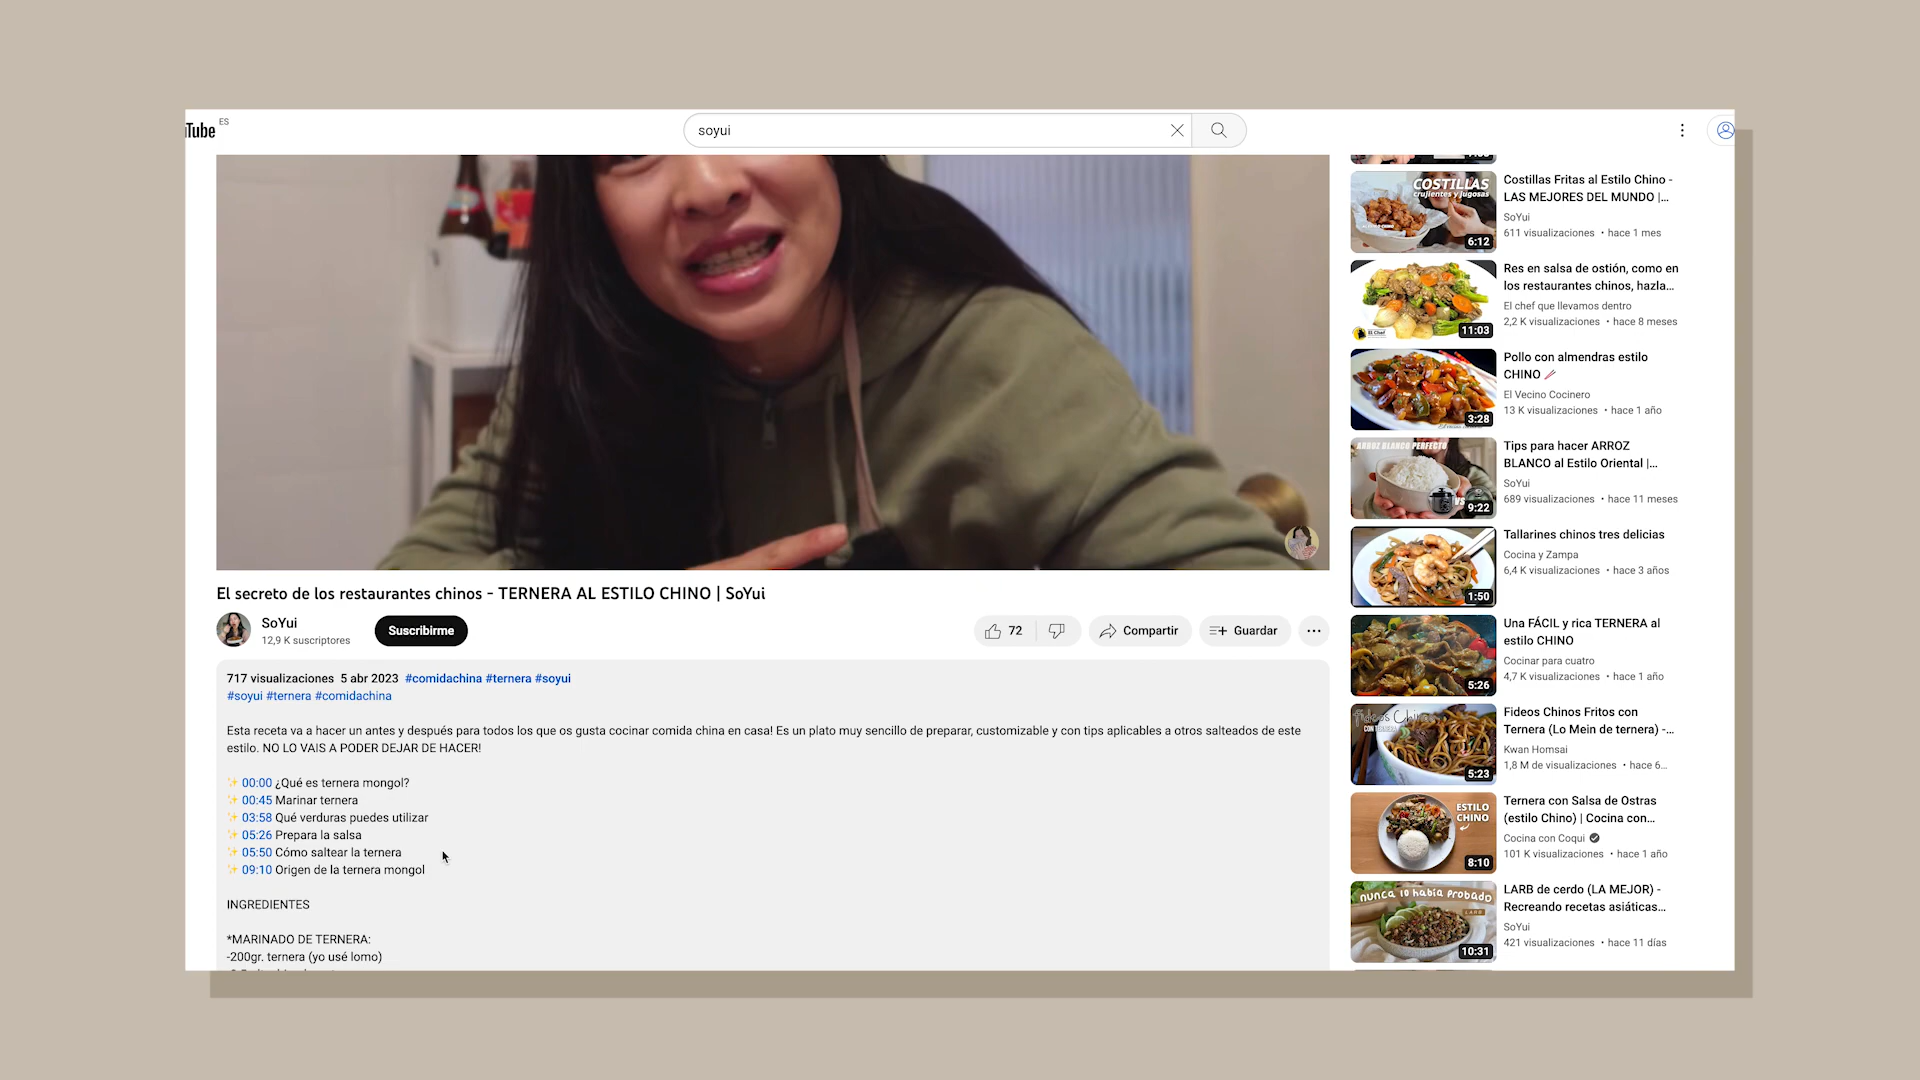 Tube ES
soyui
El secreto de los restaurantes chinos - TERNERA AL ESTILO CHINO | SoYui
SoYui
12,9 K suscriptores
Suscribirme
72
Compartir
Guardar
717 visualizaciones 5 abr 2023 #comidachina #ternera #soyui
#soyui #ternera #comidachina
Esta receta va a hacer un antes y después para todos los que os gusta cocinar comida china en casa! Es un plato muy sencillo de preparar, customizable y con tips aplicables a otros salteados de este
estilo. NO LO VAIS A PODER DEJAR DE HACER!
✨ 00:00 ¿Qué es ternera mongol?
✨ 00:45 Marinar ternera
✨ 03:58 Qué verduras puedes utilizar
✨ 05:26 Prepara la salsa
✨ 05:50 Cómo saltear la ternera
✨ 09:10 Origen de la ternera mongol
INGREDIENTES
*MARINADO DE TERNERA:
-200gr. ternera (yo usé lomo)
COSTILLAS
crujientes y jugosas
6:12
Costillas Fritas al Estilo Chino -
LAS MEJORES DEL MUNDO |...
SoYui
611 visualizaciones • hace 1 mes
11:03
Res en salsa de ostión, como en
los restaurantes chinos, hazla...
El chef que llevamos dentro
2,2 K visualizaciones • hace 8 meses
3:28
Pollo con almendras estilo
CHINO 🥢
El Vecino Cocinero
13 K visualizaciones • hace 1 año
ARROZ BLANCO PERFECTO
VS
9:22
Tips para hacer ARROZ
BLANCO al Estilo Oriental |...
SoYui
689 visualizaciones • hace 11 meses
1:50
Tallarines chinos tres delicias
Cocina y Zampa
6,4 K visualizaciones • hace 3 años
5:26
Una FÁCIL y rica TERNERA al
estilo CHINO
Cocinar para cuatro
4,7 K visualizaciones • hace 1 año
Fideos Chinos
CON TERNERA
5:23
Fideos Chinos Fritos con
Ternera (Lo Mein de ternera) -...
Kwan Homsai
1,8 M de visualizaciones • hace 6...
ESTILO
CHINO
8:10
Ternera con Salsa de Ostras
(estilo Chino) | Cocina con...
Cocina con Coqui
101 K visualizaciones • hace 1 año
nunca lo había probado
LARB
10:31
LARB de cerdo (LA MEJOR) -
Recreando recetas asiáticas...
SoYui
421 visualizaciones • hace 11 días